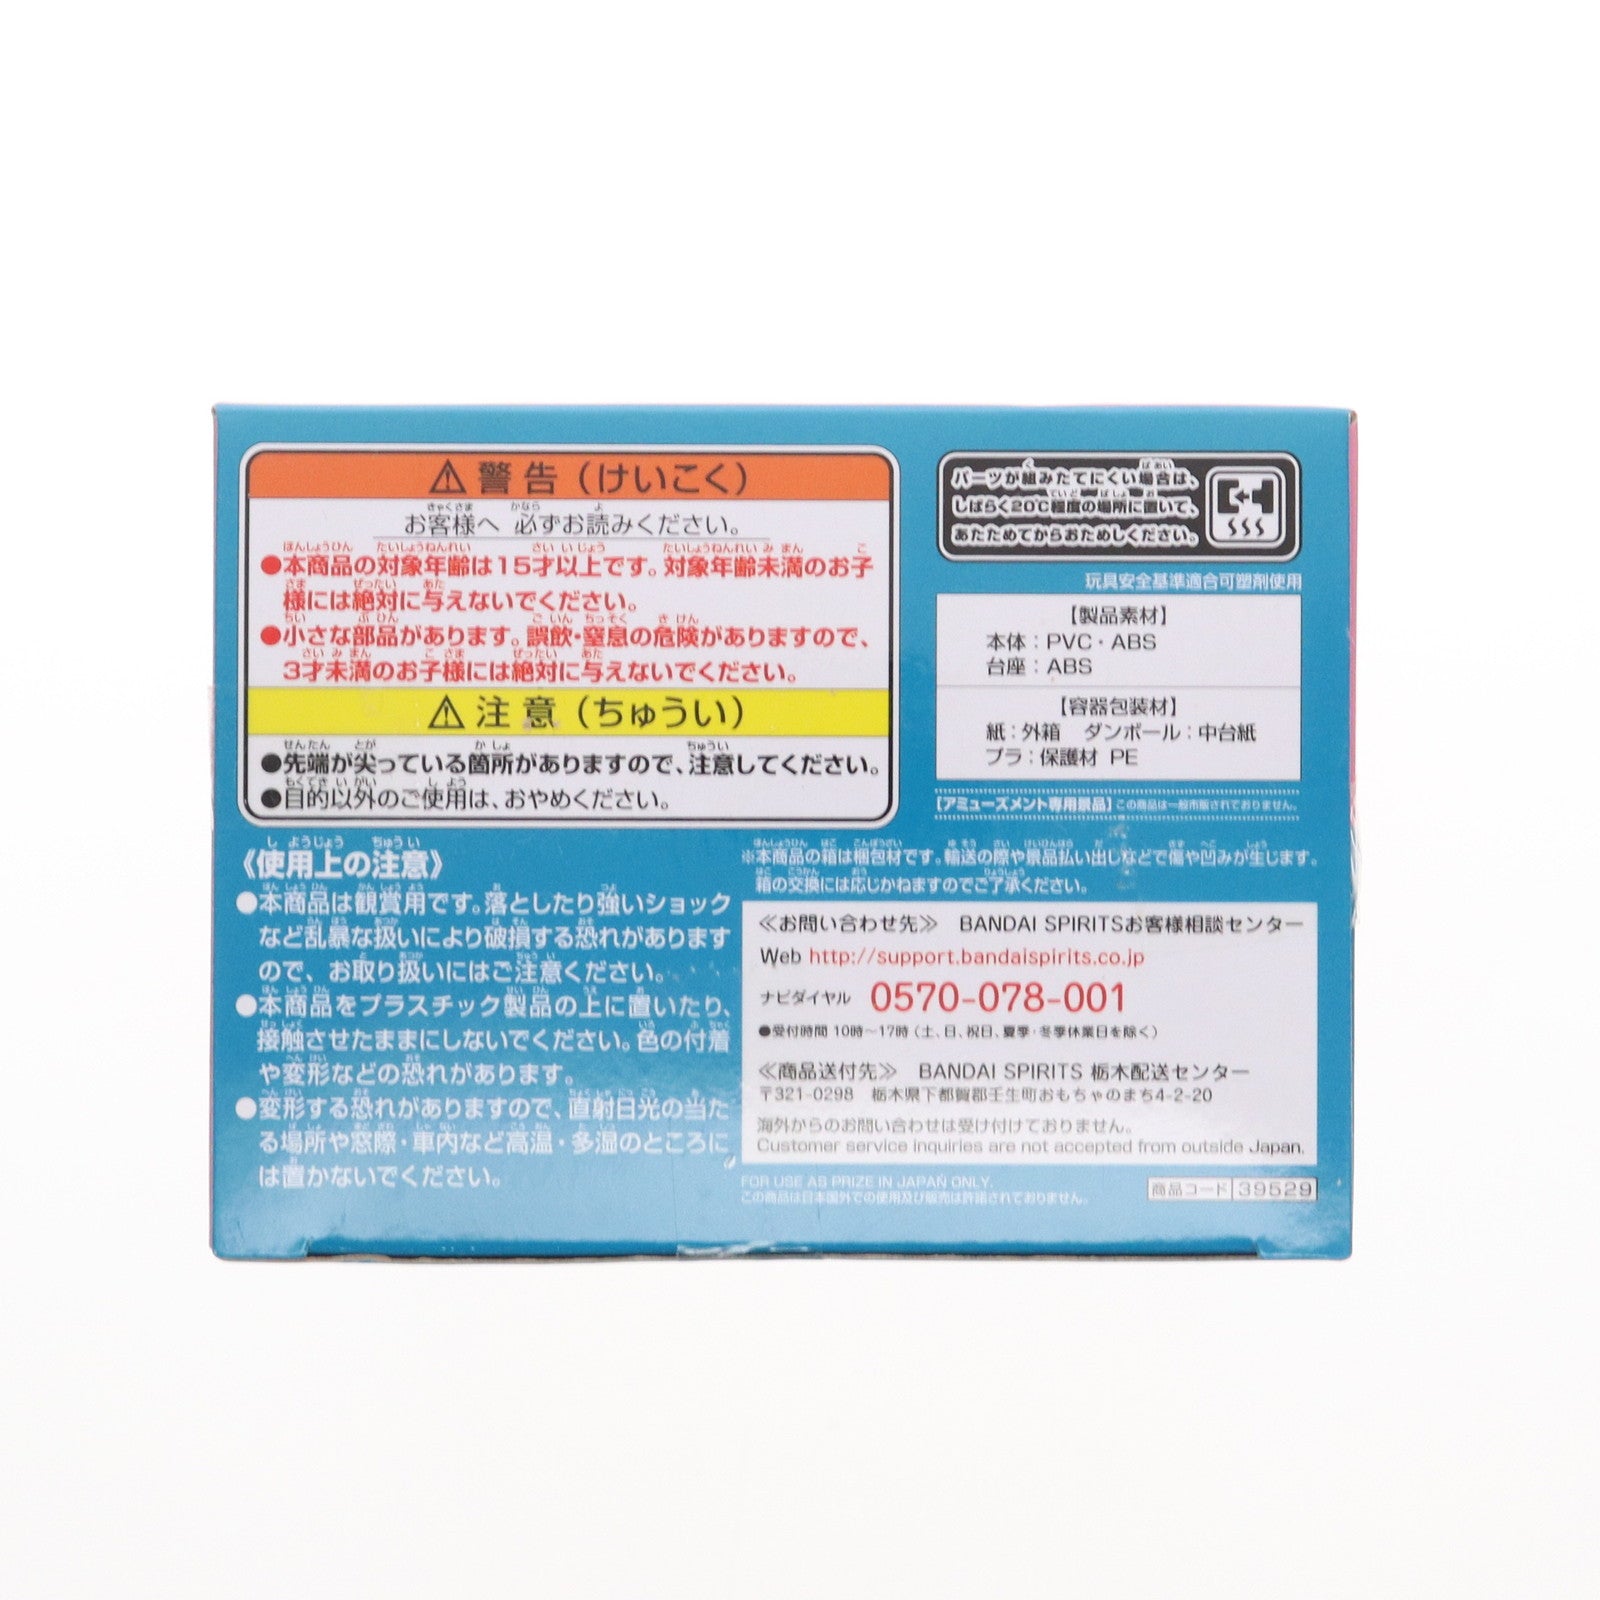 ⚠警告(けいこく)
お客様へ 必ずお読みください。
●本商品の対象年齢は15才以上です。対象年齢未満のお子
様には絶対に与えないでください。
●小さな部品があります。誤飲・窒息の危険がありますので、
3才未満のお子様には絶対に与えないでください。
⚠注意(ちゅうい)
●先端が尖っている箇所がありますので、注意してください。
●目的以外のご使用は、おやめください。
《使用上の注意》
●本商品は観賞用です。落としたり強いショック
など乱暴な扱いにより破損する恐れがあります
ので、お取り扱いにはご注意ください。
●本商品をプラスチック製品の上に置いたり、
接触させたままにしないでください。色の付着
や変形などの恐れがあります。
●変形する恐れがありますので、直射日光の当た
る場所や窓際・車内など高温・多湿のところに
は置かないでください。
パーツが組みたてにくい場合は、
しばらく20℃程度の場所に置いて、
あたためてからおためしください。
玩具安全基準適合可塑剤使用
【製品素材】
本体:PVC・ABS
台座:ABS
【容器包装材】
紙:外箱 ダンボール:中台紙
プラ:保護材 PE
【アミューズメント専用景品】この商品は一般市販されておりません。
※本商品の箱は梱包材です。輸送の際や景品払い出しなどで傷や凹みが生じます。
箱の交換には応じかねますのでご了承ください。
≪お問い合わせ先≫ BANDAI SPIRITSお客様相談センター
Web http://support.bandaispirits.co.jp
ナビダイヤル 0570-078-001
●受付時間 10時~17時(土、日、祝日、夏季・冬季休業日を除く)
≪商品送付先≫ BANDAI SPIRITS 栃木配送センター
〒321-0298 栃木県下都賀郡壬生町おもちゃのまち4-2-20
海外からのお問い合わせは受け付けておりません。
Customer service inquiries are not accepted from outside Japan.
FOR USE AS PRIZE IN JAPAN ONLY.
この商品は日本国外での使用及び販売は許諾されておりません。
商品コード 39529